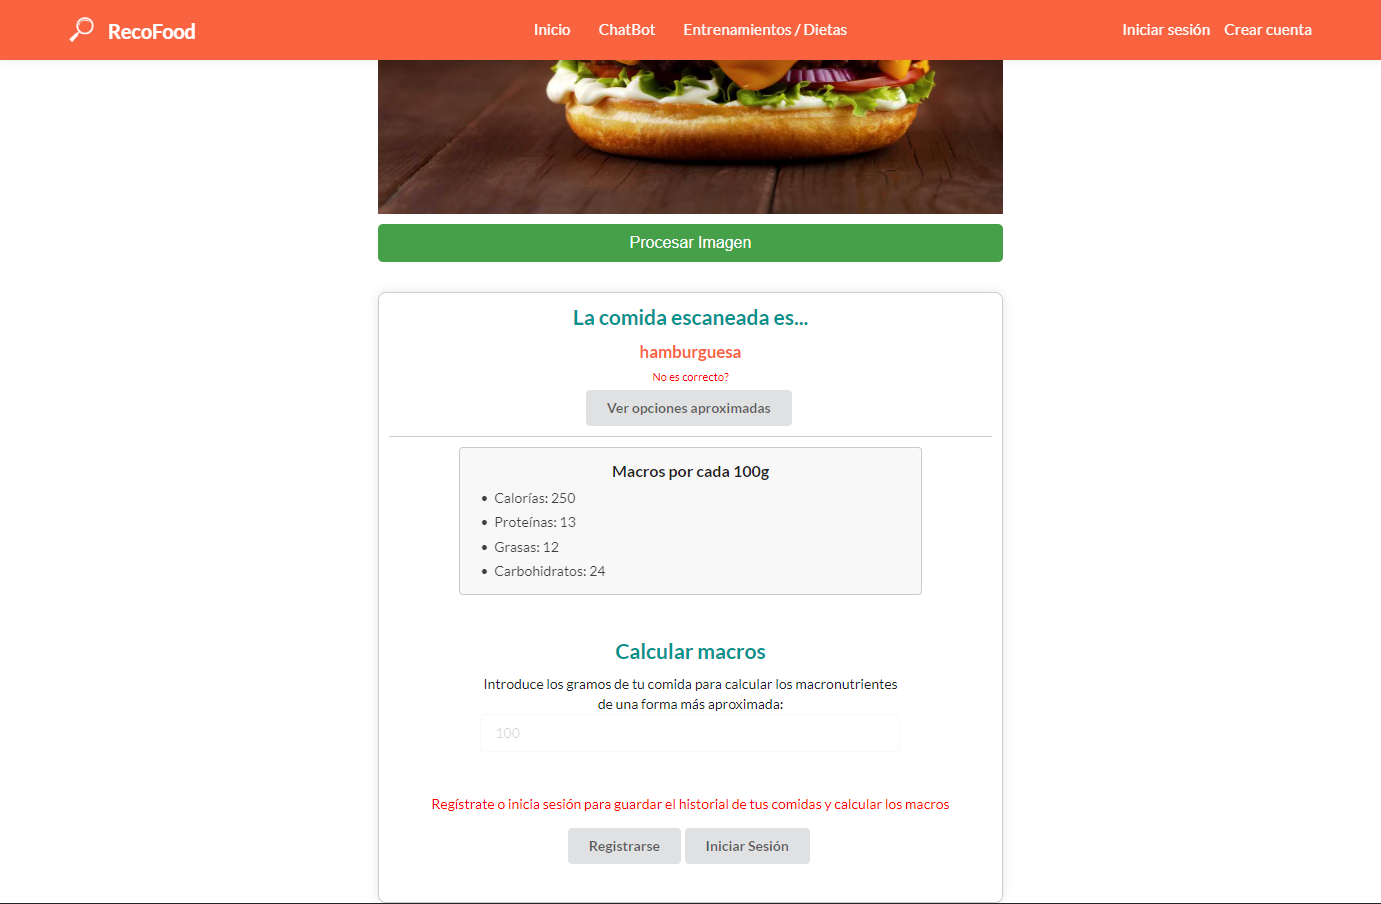 RecoFood
Inicio
ChatBot
Entrenamientos / Dietas
Iniciar sesión
Crear cuenta
Procesar Imagen
La comida escaneada es...
hamburguesa
No es correcto?
Ver opciones aproximadas
Macros por cada 100g
• Calorías: 250
• Proteínas: 13
• Grasas: 12
• Carbohidratos: 24
Calcular macros
Introduce los gramos de tu comida para calcular los macronutrientes
de una forma más aproximada:
100
Regístrate o inicia sesión para guardar el historial de tus comidas y calcular los macros
Registrarse
Iniciar Sesión